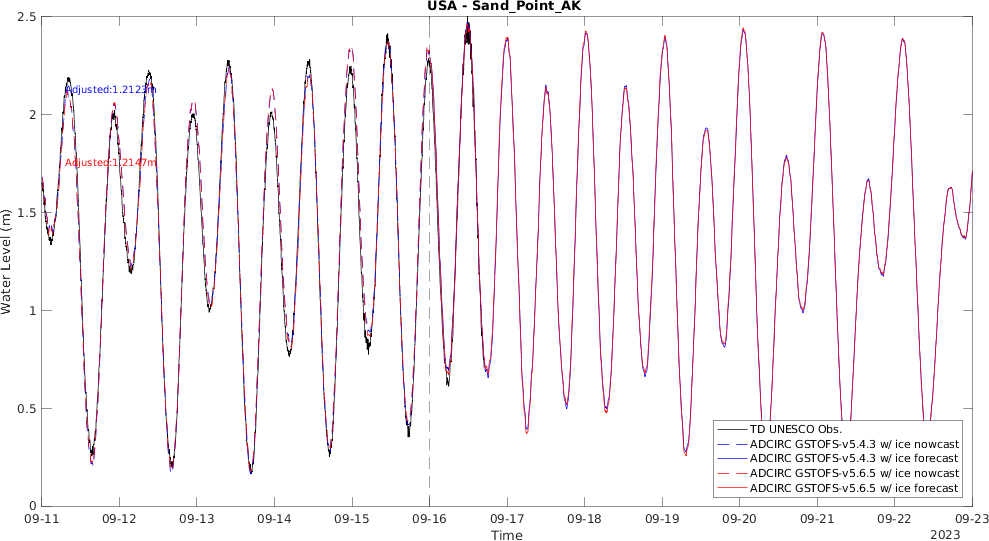 USA - Sand_Point_AK
2.5
2
1.5
1
0.5
0
Water Level (m)
Adjusted:1.2123m
Adjusted:1.2147m
TD UNESCO Obs.
ADCIRC GSTOFS-v5.4.3 w/ ice nowcast
ADCIRC GSTOFS-v5.4.3 w/ ice forecast
ADCIRC GSTOFS-v5.6.5 w/ ice nowcast
ADCIRC GSTOFS-v5.6.5 w/ ice forecast
09-11 09-12 09-13 09-14 09-15 09-16 09-17 09-18 09-19 09-20 09-21 09-22 09-23
Time
2023